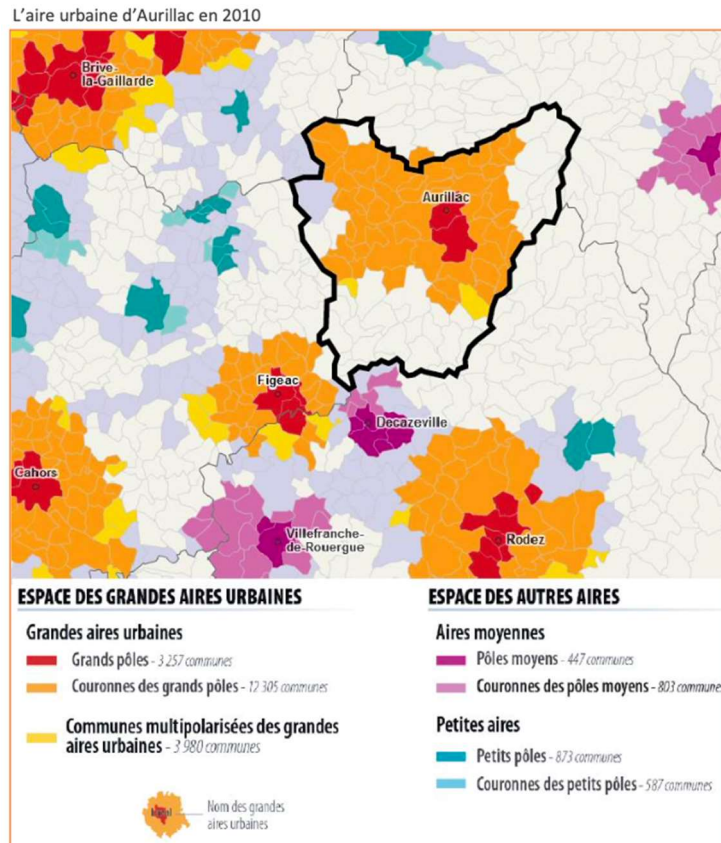 L'aire urbaine d'Aurillac en 2010
Brive-
la-Gaillarde
Aurillac
Figeac
Decazeville
Cahors
Villefranche-
de-Rouergue
Rodez
ESPACE DES GRANDES AIRES URBAINES
Grandes aires urbaines
Grands pôles - 3 257 communes
Couronnes des grands pôles - 12 305 communes
Communes multipolarisées des grandes
aires urbaines - 3 980 communes
Nom des grandes
aires urbaines
ESPACE DES AUTRES AIRES
Aires moyennes
Pôles moyens - 447 communes
Couronnes des pôles moyens - 803 commune
Petites aires
Petits pôles - 873 communes
Couronnes des petits pôles - 587 communes